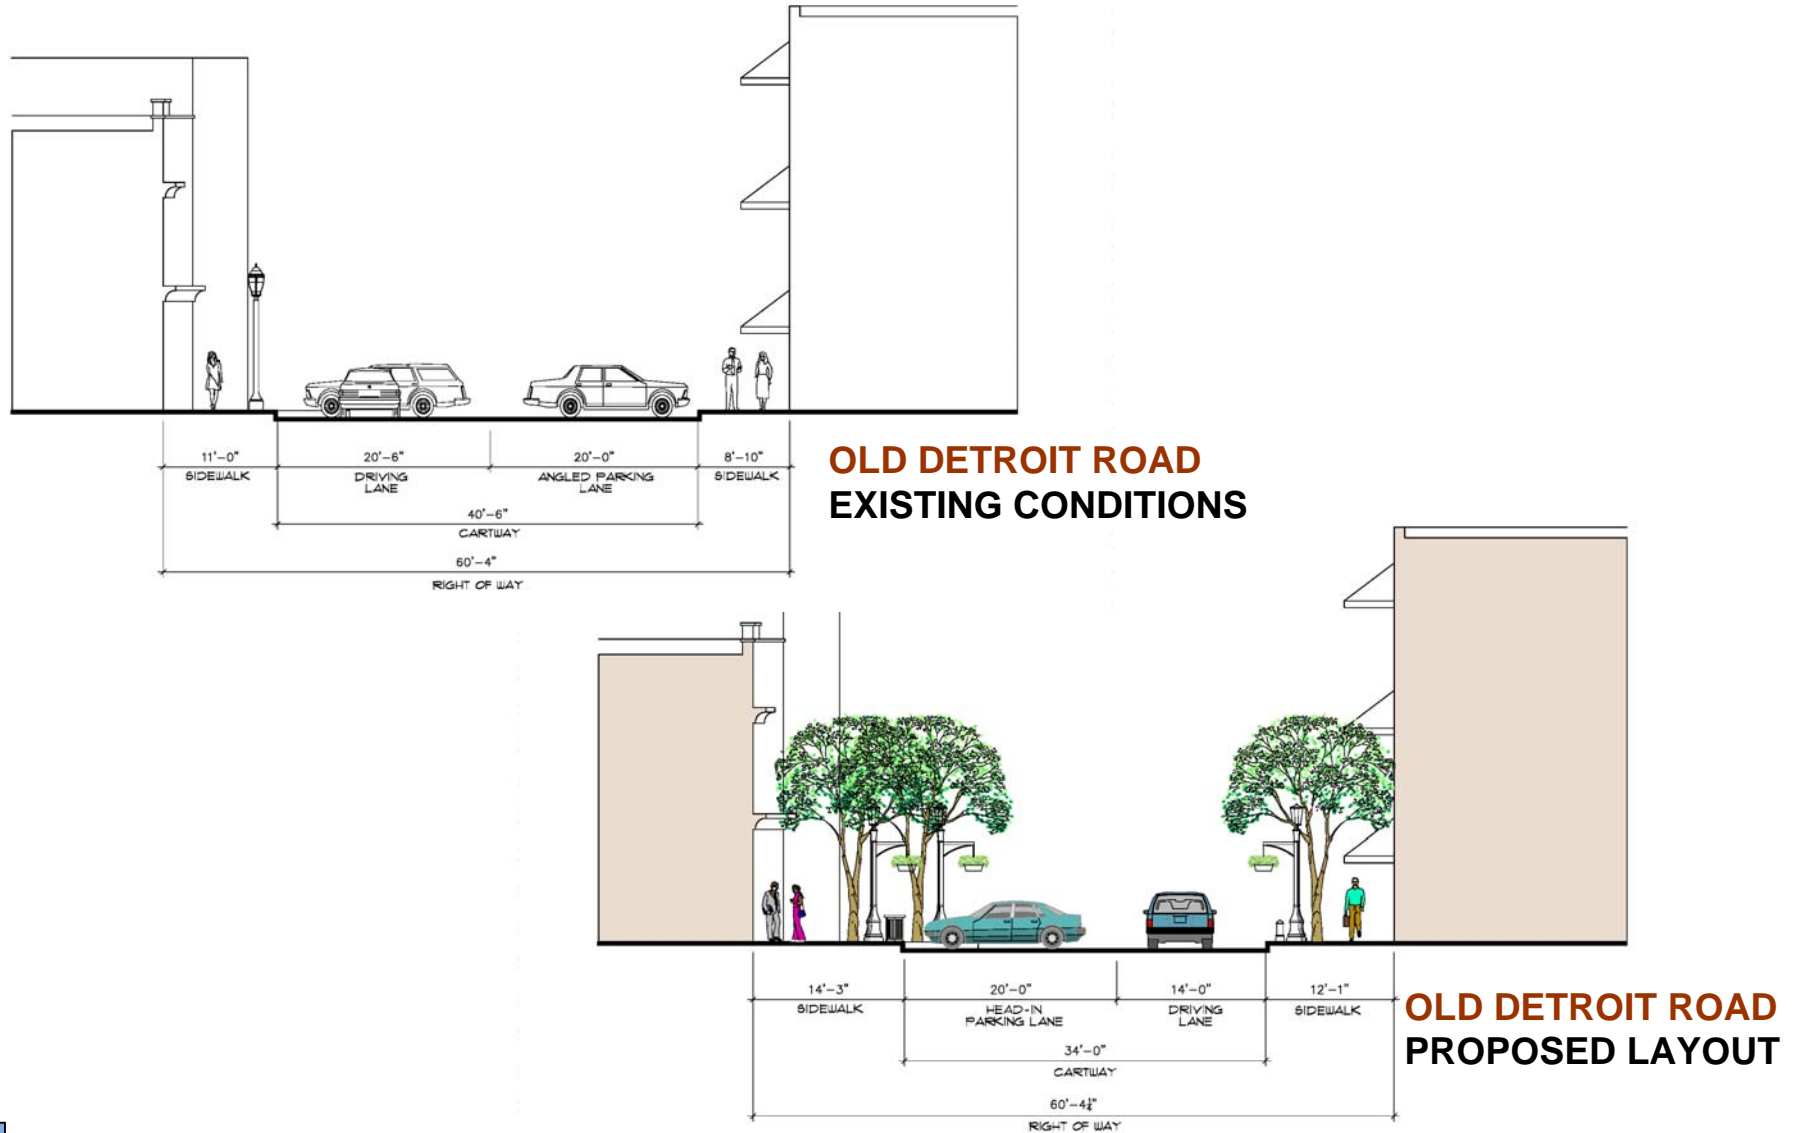 11'-0"
SIDEWALK
20'-6"
DRIVING
LANE
20'-0"
ANGLED PARKING
LANE
8'-10"
SIDEWALK
40'-6"
CARTWAY
60'-4"
RIGHT OF WAY
OLD DETROIT ROAD
EXISTING CONDITIONS
14'-3"
SIDEWALK
20'-0"
HEAD-IN
PARKING LANE
14'-0"
DRIVING
LANE
12'-1"
SIDEWALK
34'-0"
CARTWAY
60'-4¼"
RIGHT OF WAY
OLD DETROIT ROAD
PROPOSED LAYOUT